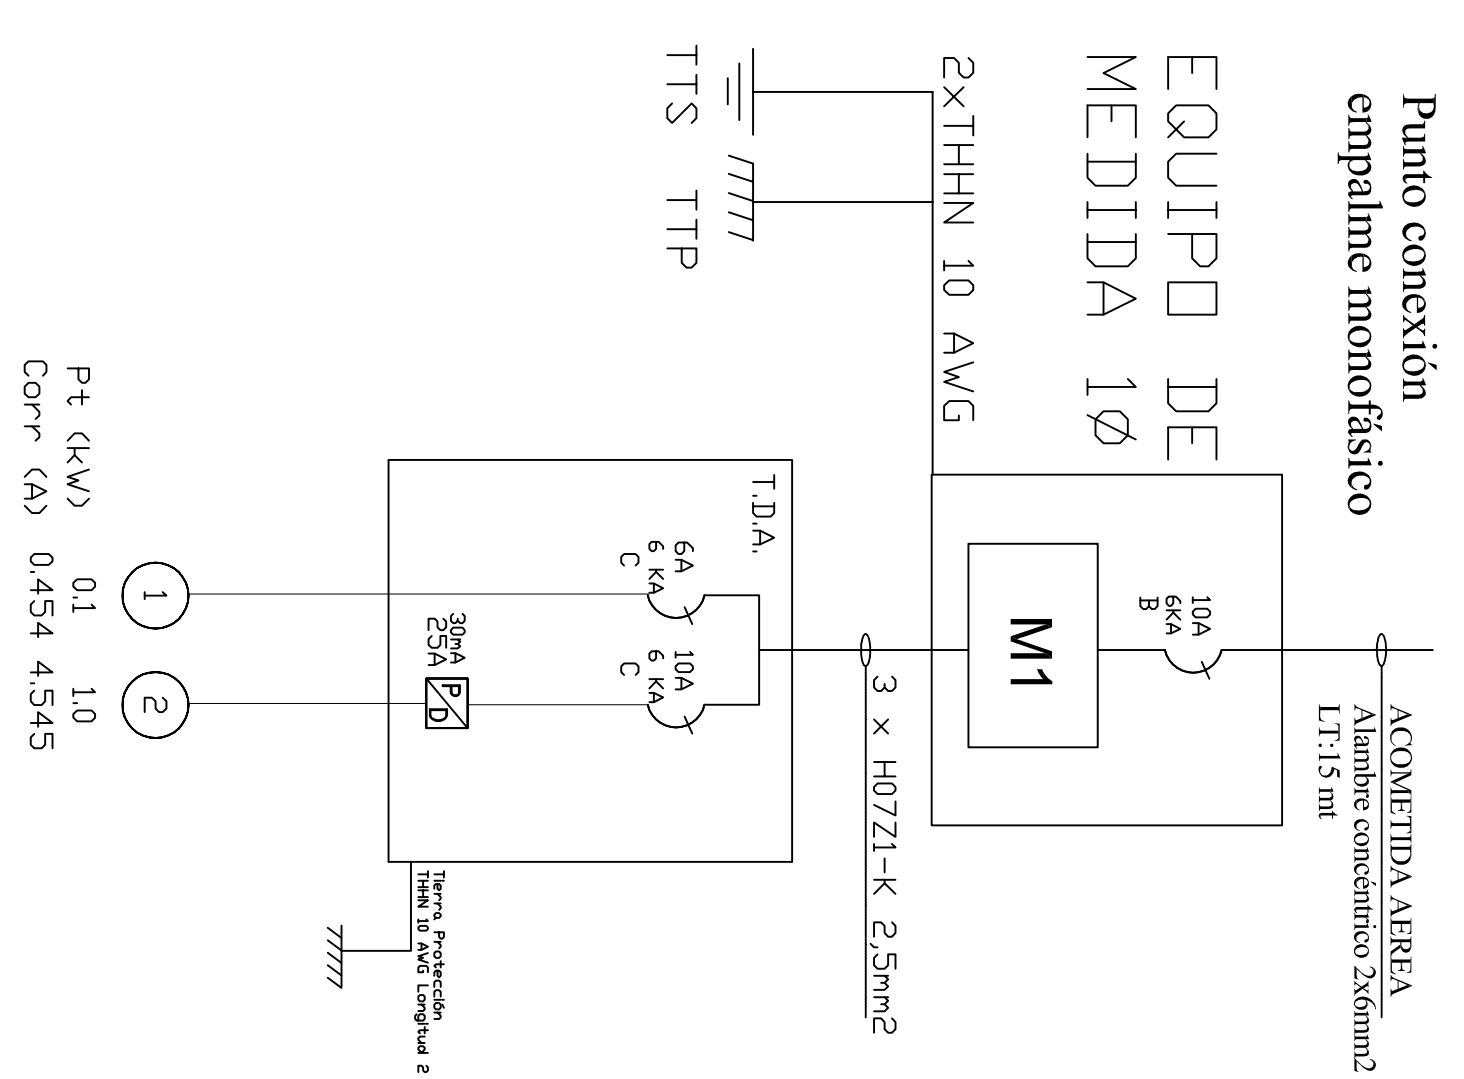 Punto conexión
empalme monofásico
ACOMETIDA AEREA
Alambre concéntrico 2x6mm2
LT:15 mt
EQUIPO DE
MEDIDA 1Ø
10A
6KA
B
M1
2xTHHN 10 AWG
TTS TTP
3 x H07Z1-K 2,5mm2
T.D.A.
6A
6 KA
C
10A
6 KA
C
30mA
25A
P/D
Tierra Protección
THHN 10 AWG Longitud 2
1 2
Pt (kW) 0.1 1.0
Corr (A) 0.454 4.545